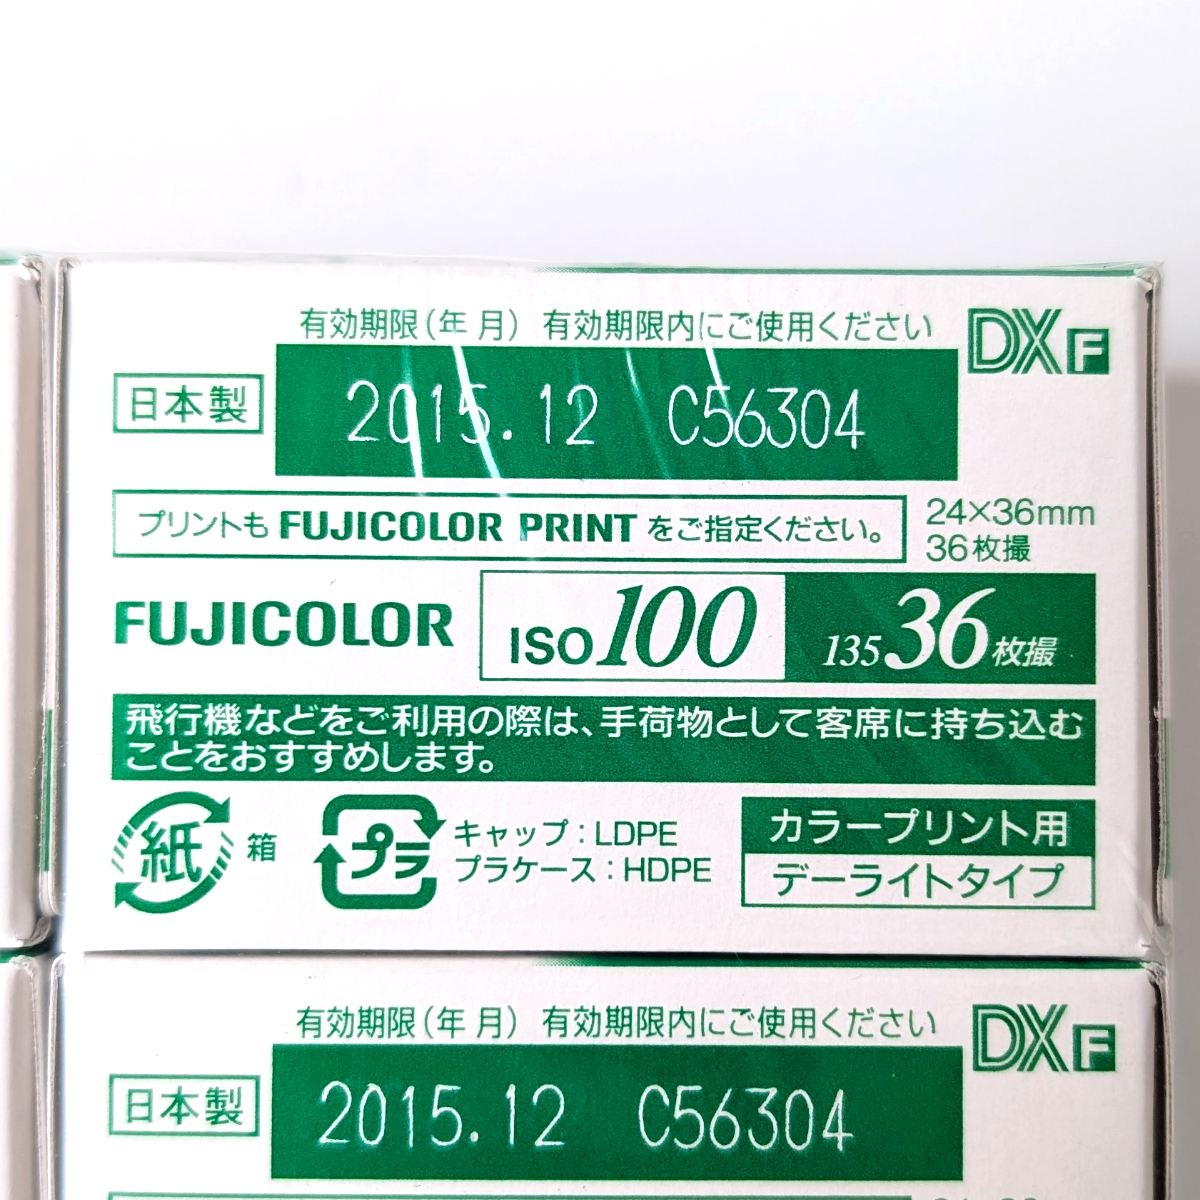 有効期限(年 月) 有効期限内にご使用ください
DX F
日本製
2015.12 C56304
プリントも FUJICOLOR PRINT をご指定ください。
24×36mm
36枚撮
FUJICOLOR
ISO100
135 36枚撮
飛行機などをご利用の際は、手荷物として客席に持ち込む
ことをおすすめします。
紙
箱
プラ
キャップ：LDPE
プラケース：HDPE
カラープリント用
デーライトタイプ
有効期限(年 月) 有効期限内にご使用ください
DX F
日本製
2015.12 C56304